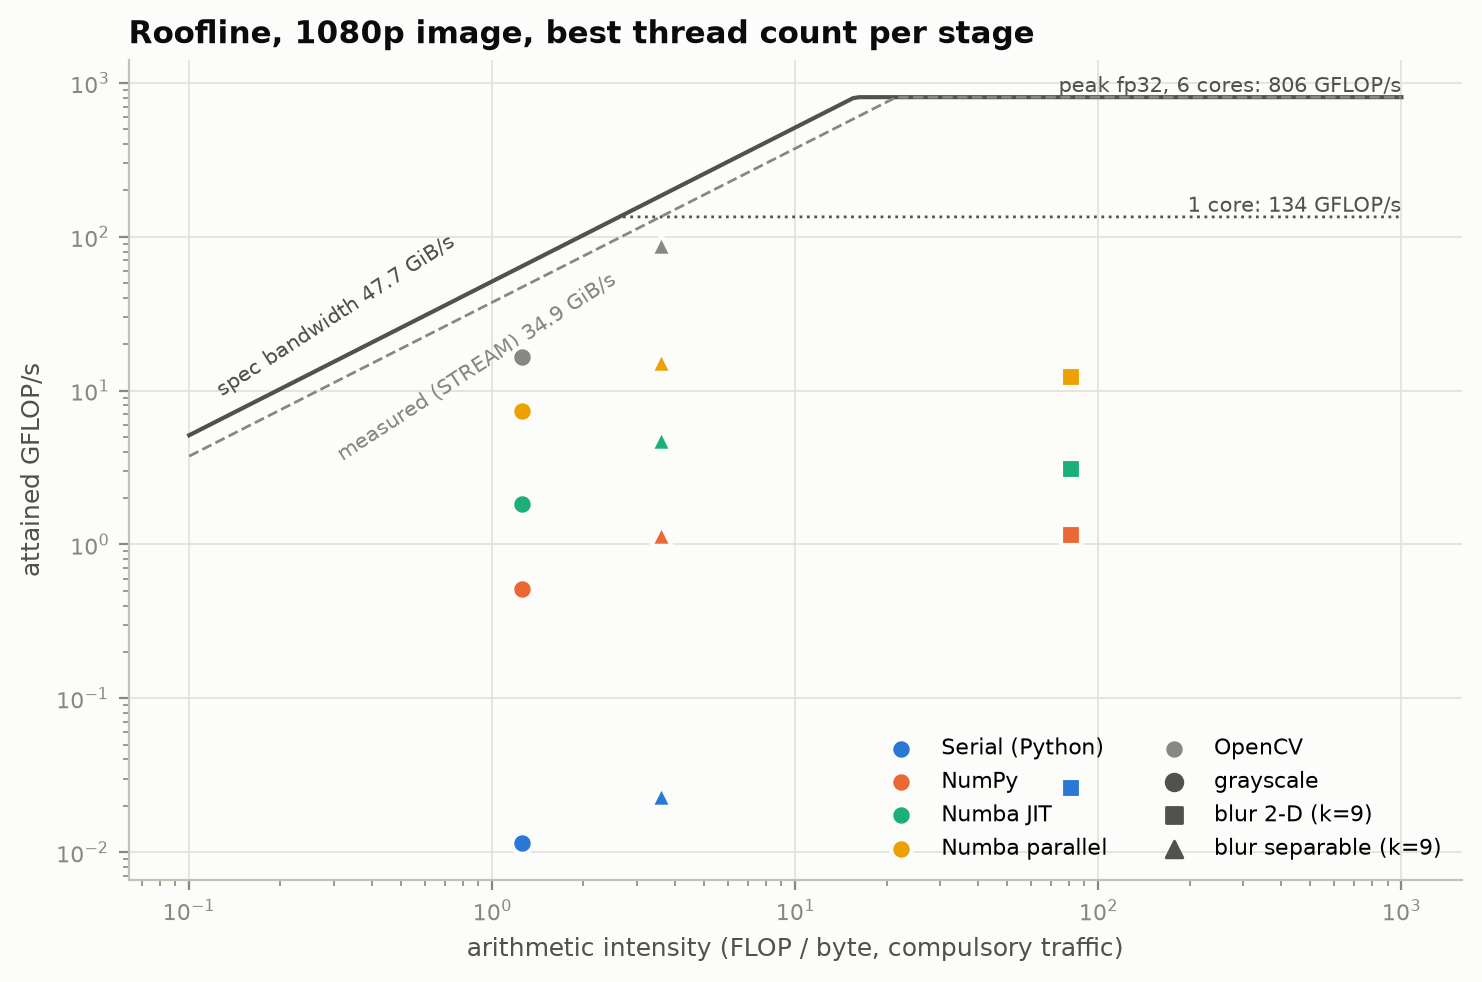 Roofline, 1080p image, best thread count per stage
attained GFLOP/s
10³
10²
10¹
10⁰
10⁻¹
10⁻²
peak fp32, 6 cores: 806 GFLOP/s
1 core: 134 GFLOP/s
spec bandwidth 47.7 GiB/s
measured (STREAM) 34.9 GiB/s
Serial (Python)
NumPy
Numba JIT
Numba parallel
OpenCV
grayscale
blur 2-D (k=9)
blur separable (k=9)
10⁻¹
10⁰
10¹
10²
10³
arithmetic intensity (FLOP / byte, compulsory traffic)